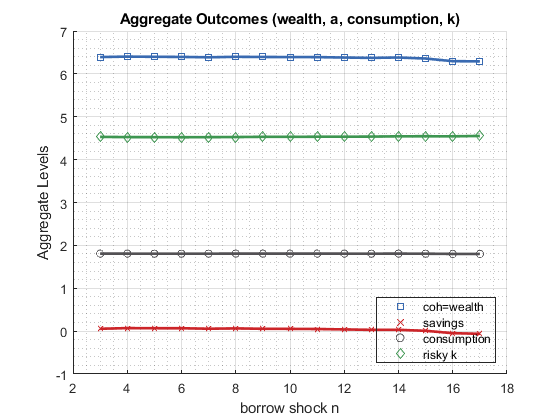 Aggregate Outcomes (wealth, a, consumption, k)
7
6
5
4
3
2
1
0
-1
Aggregate Levels
coh=wealth
savings
consumption
risky k
2 4 6 8 10 12 14 16 18
borrow shock n